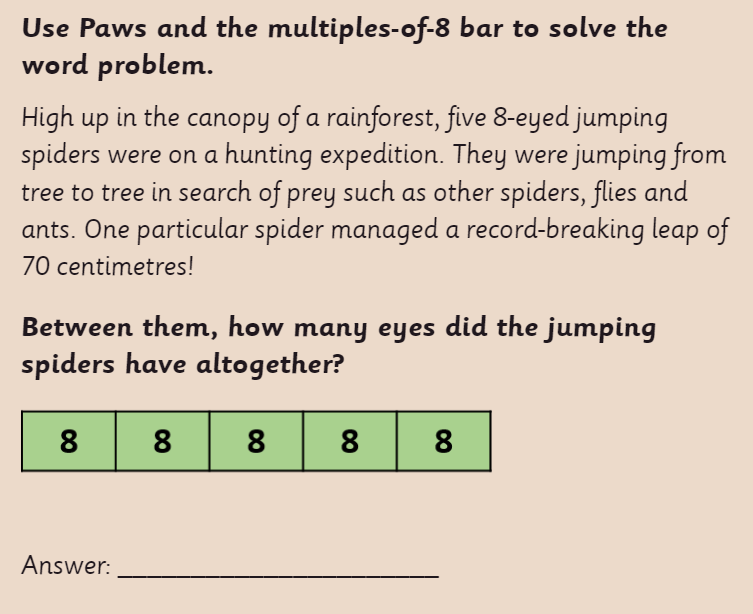 Use Paws and the multiples-of-8 bar to solve the
word problem.
High up in the canopy of a rainforest, five 8-eyed jumping
spiders were on a hunting expedition. They were jumping from
tree to tree in search of prey such as other spiders, flies and
ants. One particular spider managed a record-breaking leap of
70 centimetres!
Between them, how many eyes did the jumping
spiders have altogether?
8 8 8 8 8
Answer: ______________________